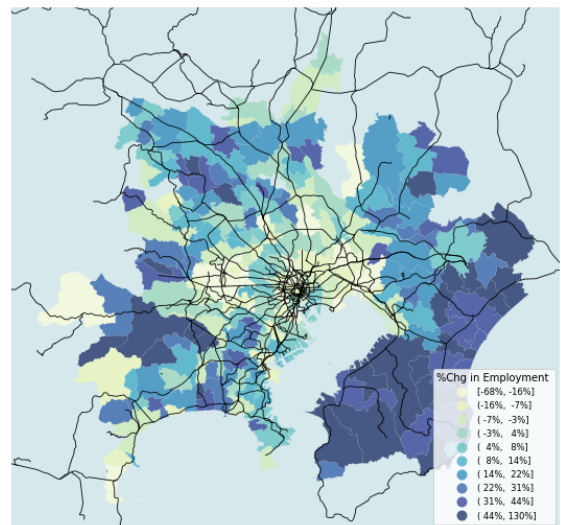 %Chg in Employment
[-68%, -16%]
(-16%, -7%]
( -7%, -3%]
( -3%, 4%]
( 4%, 8%]
( 8%, 14%]
( 14%, 22%]
( 22%, 31%]
( 31%, 44%]
( 44%, 130%]